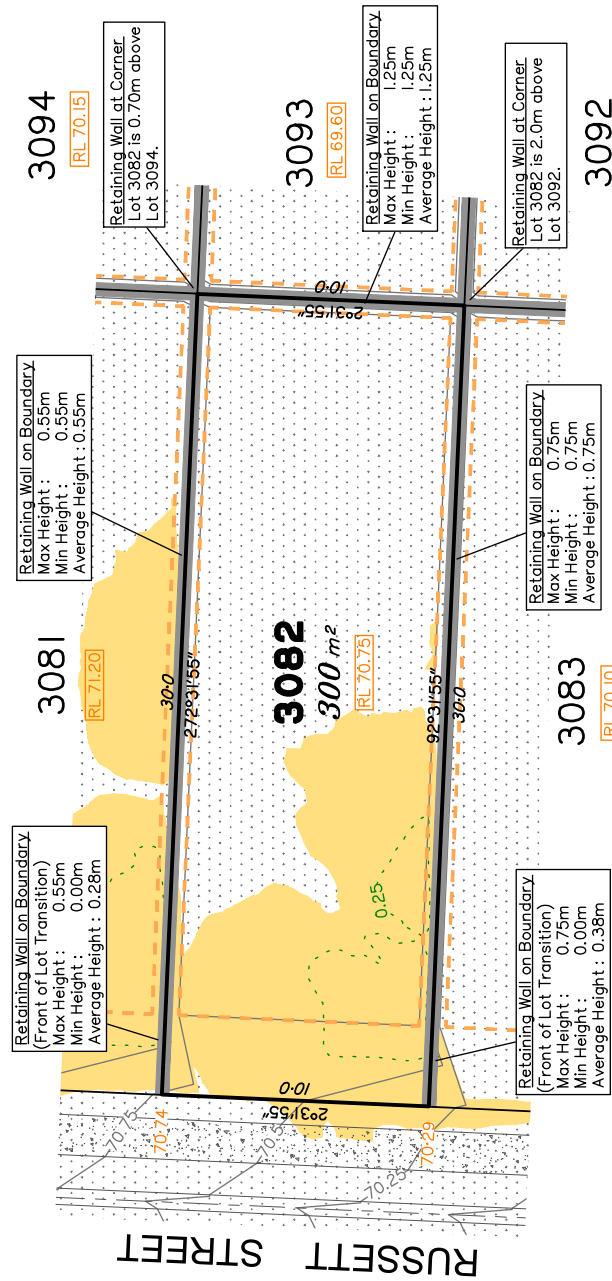 3094
RL 70.15
Retaining Wall at Corner
Lot 3082 is 0.70m above
Lot 3094.
3093
RL 69.60
Retaining Wall on Boundary
Max Height : 1.25m
Min Height : 1.25m
Average Height : 1.25m
Retaining Wall at Corner
Lot 3082 is 2.0m above
Lot 3092.
3092
10·0
2°31'55"
Retaining Wall on Boundary
Max Height : 0.55m
Min Height : 0.55m
Average Height : 0.55m
Retaining Wall on Boundary
Max Height : 0.75m
Min Height : 0.75m
Average Height : 0.75m
3081
RL 71.20
30·0
272°31'55"
3082
300 m²
RL 70.75
92°31'55"
30·0
3083
RL 70.10
Retaining Wall on Boundary
(Front of Lot Transition)
Max Height : 0.55m
Min Height : 0.00m
Average Height : 0.28m
0.25
Retaining Wall on Boundary
(Front of Lot Transition)
Max Height : 0.75m
Min Height : 0.00m
Average Height : 0.38m
10·0
2°31'55"
70.75
70.74
70.5
70.25
70.29
RUSSETT STREET